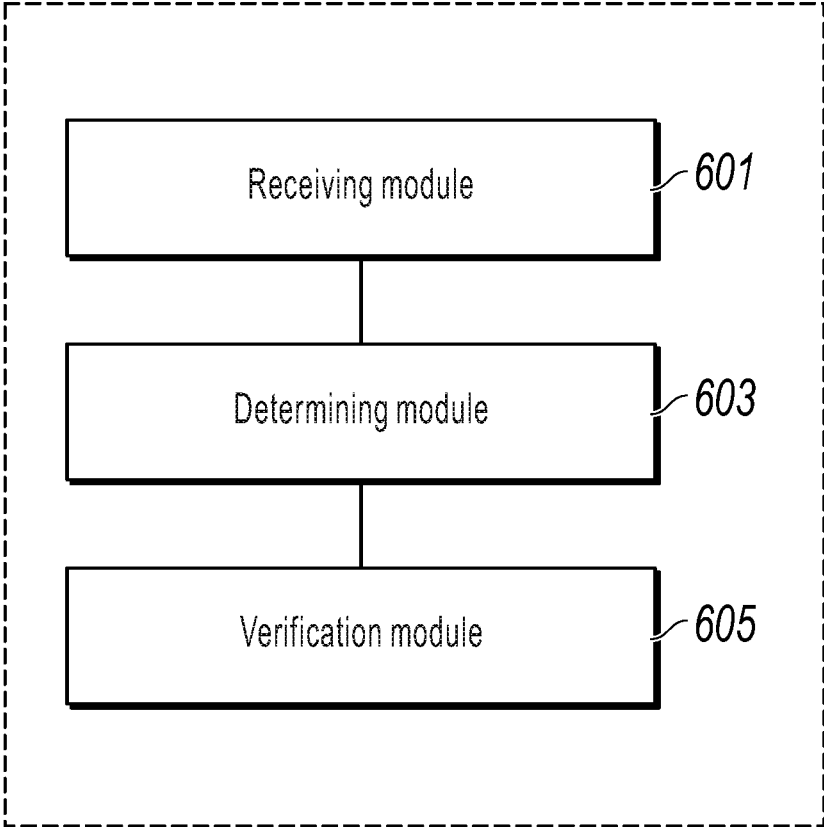 Receiving module
601
Determining module
603
Verification module
605